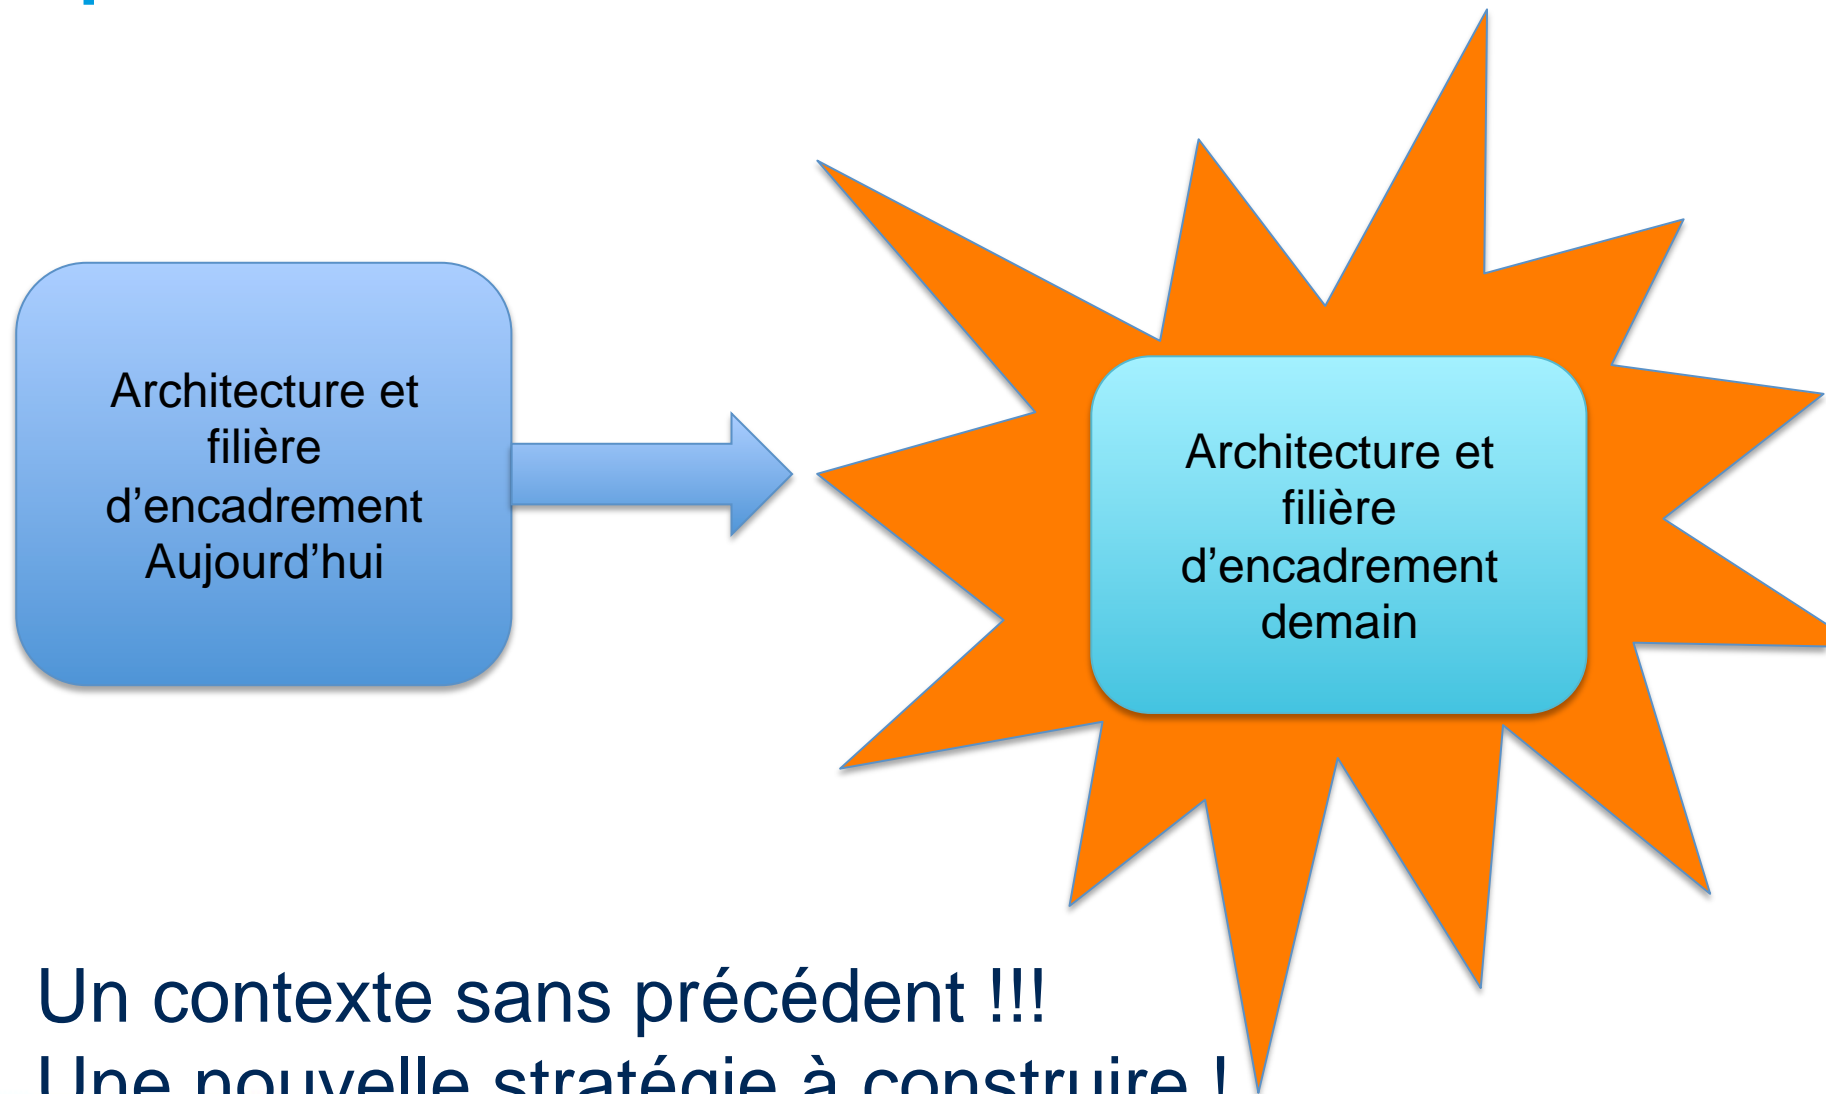 Architecture et
filière
d’encadrement
Aujourd’hui
Architecture et
filière
d’encadrement
demain
Un contexte sans précédent !!!
Une nouvelle stratégie à construire !